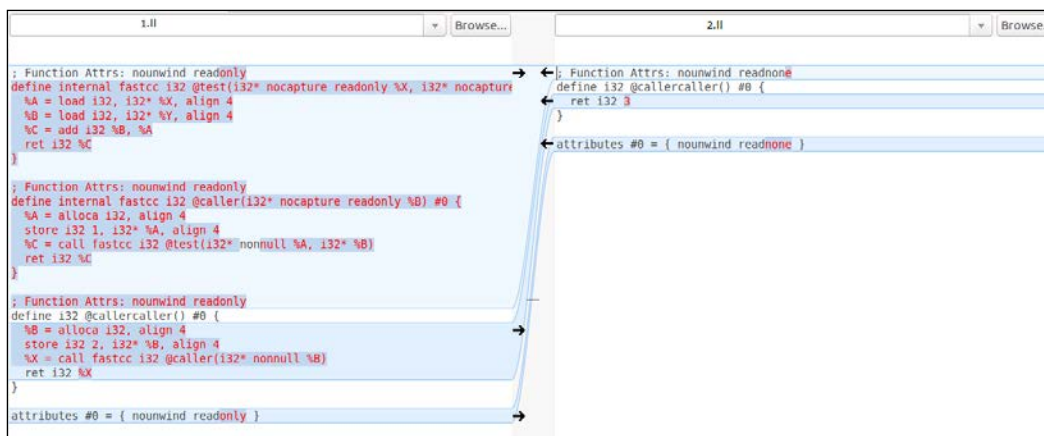 1.ll
Browse...
2.ll
Browse...
; Function Attrs: nounwind readonly
define internal fastcc i32 @test(i32* nocapture readonly %X, i32* nocapture
%A = load i32, i32* %X, align 4
%B = load i32, i32* %Y, align 4
%C = add i32 %B, %A
ret i32 %C
}
; Function Attrs: nounwind readonly
define internal fastcc i32 @caller(i32* nocapture readonly %B) #0 {
%A = alloca i32, align 4
store i32 1, i32* %A, align 4
%C = call fastcc i32 @test(i32* nonnull %A, i32* %B)
ret i32 %C
}
; Function Attrs: nounwind readonly
define i32 @callercaller() #0 {
%B = alloca i32, align 4
store i32 2, i32* %B, align 4
%X = call fastcc i32 @caller(i32* nonnull %B)
ret i32 %X
}
attributes #0 = { nounwind readonly }
; Function Attrs: nounwind readnone
define i32 @callercaller() #0 {
ret i32 3
}
attributes #0 = { nounwind readnone }